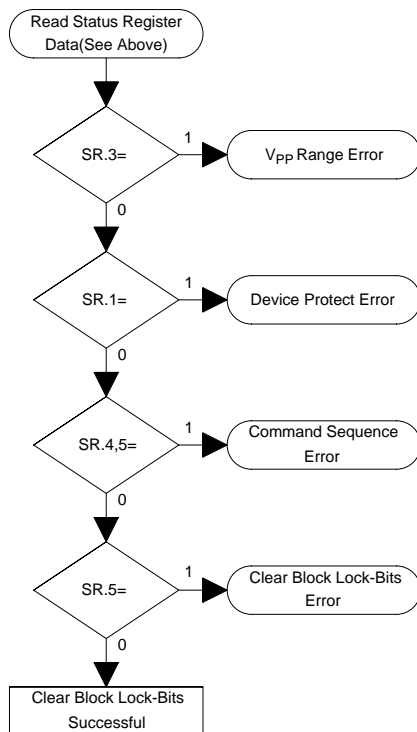 Read Status Register
Data(See Above)
SR.3=
1
VPP Range Error
0
SR.1=
1
Device Protect Error
0
SR.4,5=
1
Command Sequence
Error
0
SR.5=
1
Clear Block Lock-Bits
Error
0
Clear Block Lock-Bits
Successful